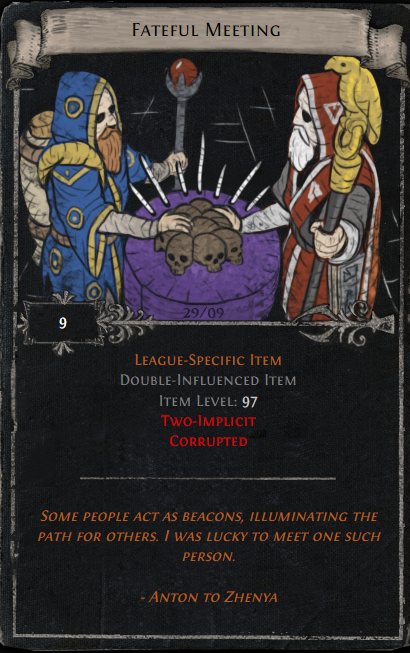 Fateful Meeting
29/09
9
League-Specific Item
Double-Influenced Item
Item Level: 97
Two-Implicit
Corrupted
Some people act as beacons, illuminating the
path for others. I was lucky to meet one such
person.
- Anton to Zhenya